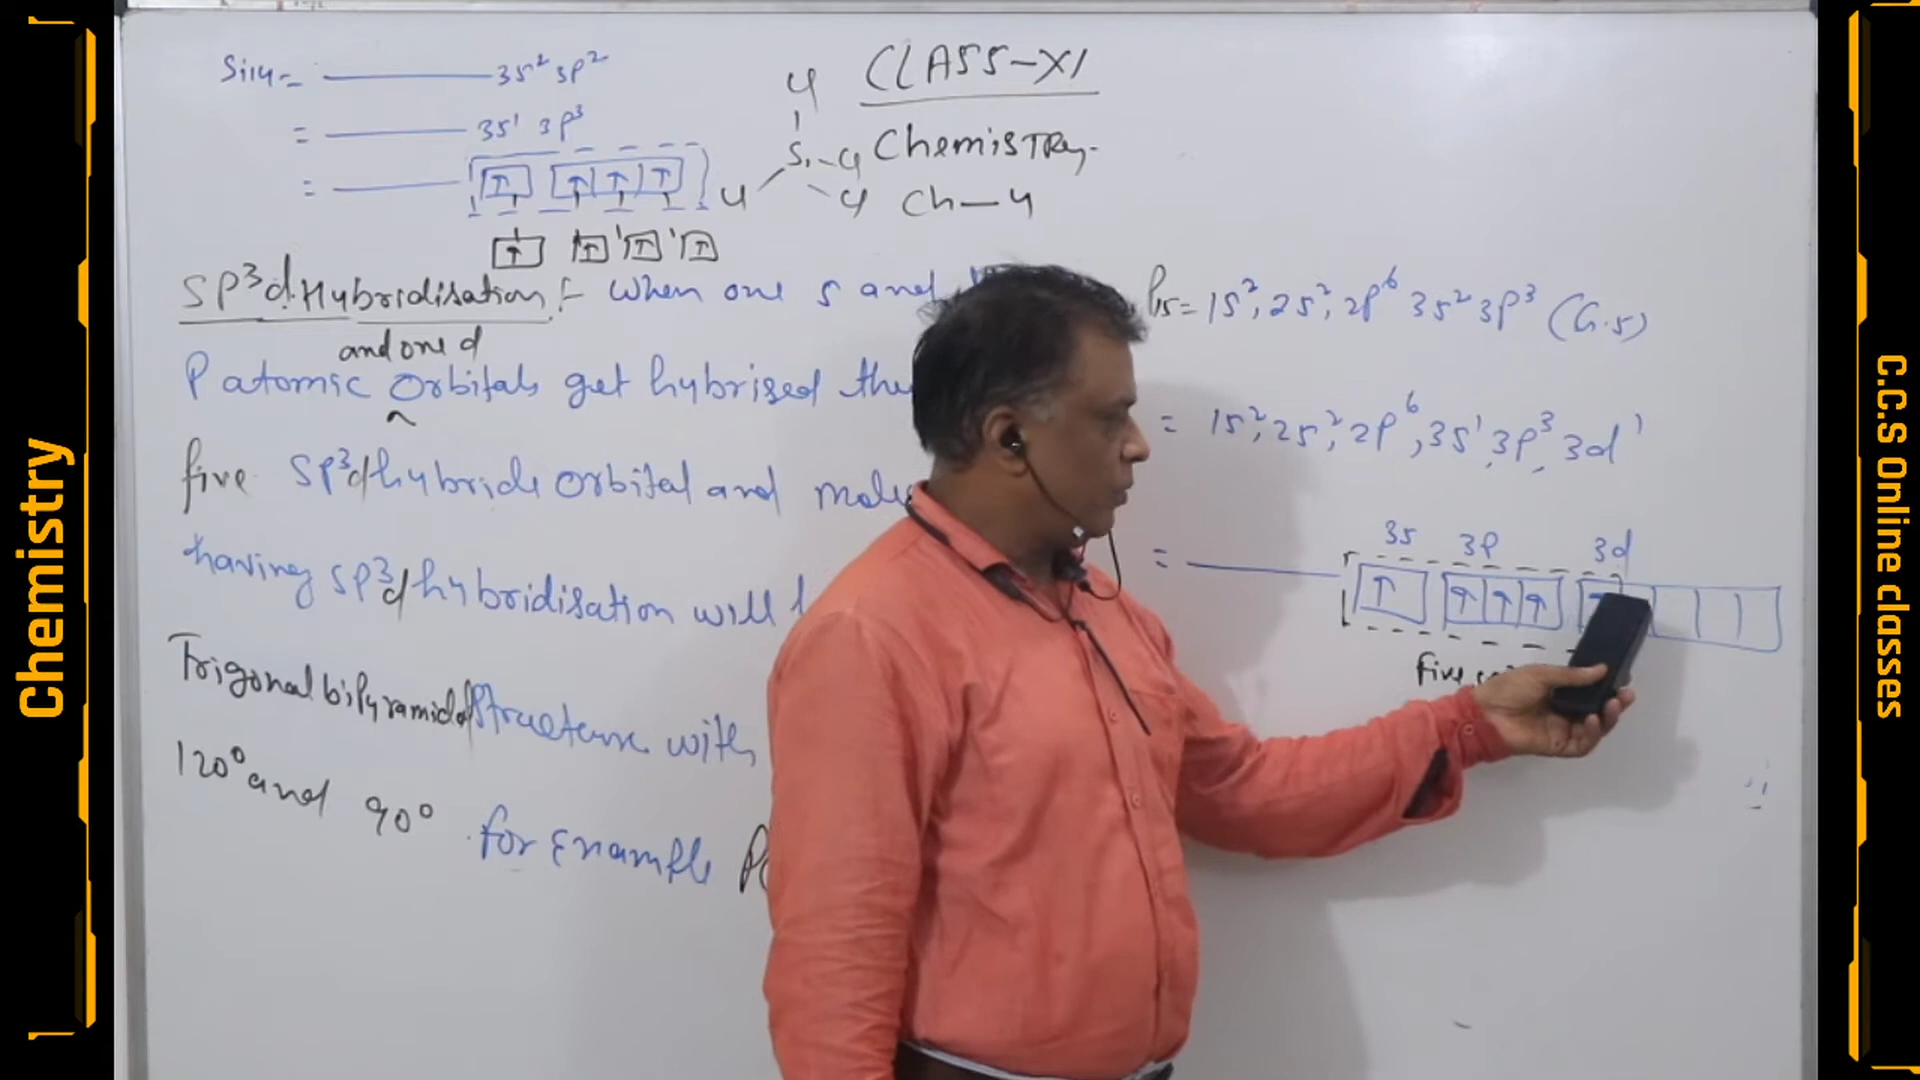 Chemistry
C.C.S Online classes
Si14 = 3s² 3p²
= 3s¹ 3p³
=
CLASS-XI
Chemistry
Ch-4
SP³d Hybridisation :- When one s and
and one d
P atomic orbitals get hybrised the
five SP³d hybride orbital and mole
having SP³d hybridisation will
Trigonal bipyramidal structure with
120° and 90° for Example P
P15 = 1s², 2s², 2p⁶ 3s² 3p³ (G.S)
= 1s², 2s², 2p⁶, 3s¹, 3p³, 3d¹
3s 3p 3d
=
five